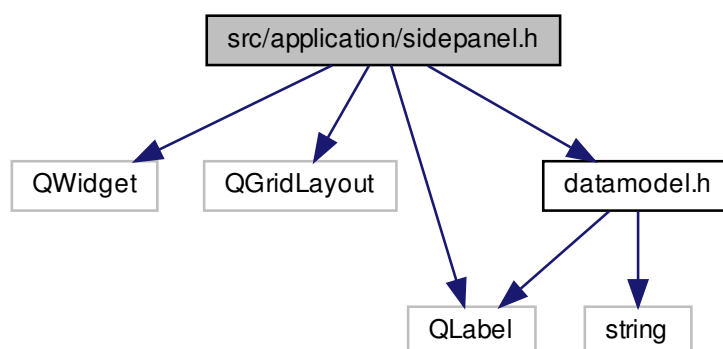 src/application/sidepanel.h
QWidget
QGridLayout
datamodel.h
QLabel
string